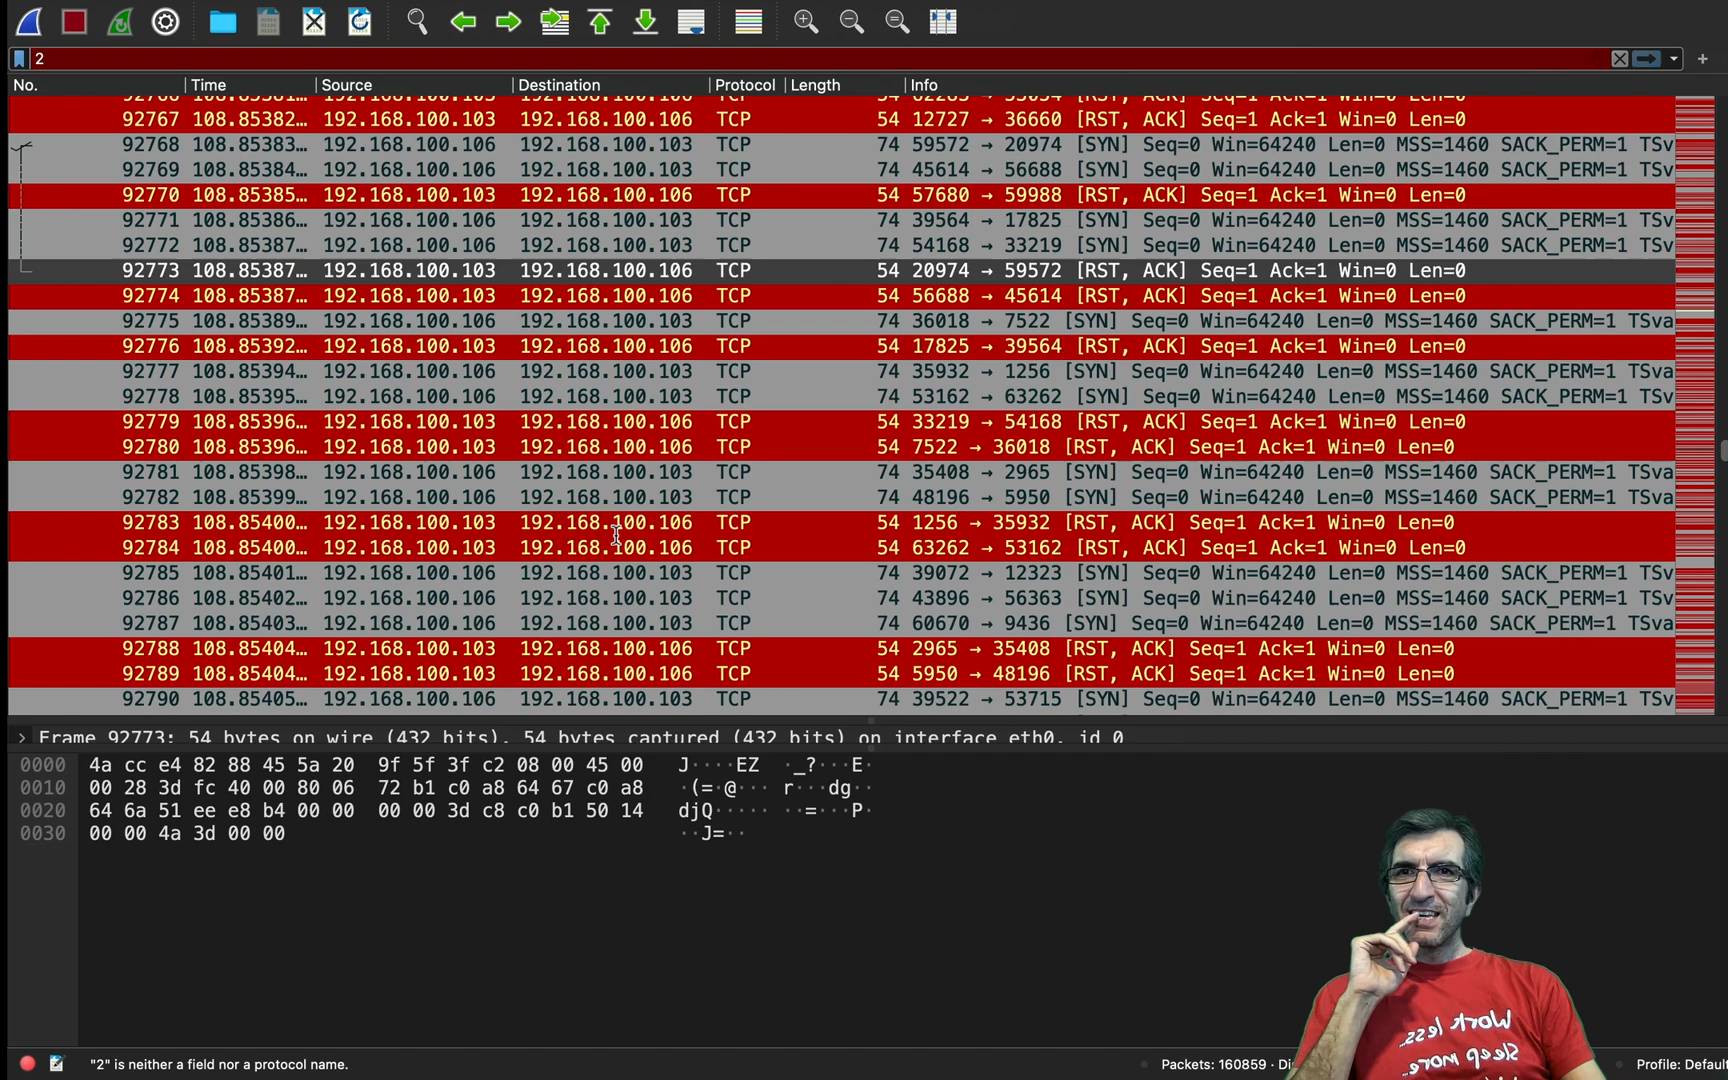 2
No. Time Source Destination Protocol Length Info
92767 108.85382… 192.168.100.103 192.168.100.106 TCP 54 12727 → 36660 [RST, ACK] Seq=1 Ack=1 Win=0 Len=0
92768 108.85383… 192.168.100.106 192.168.100.103 TCP 74 59572 → 20974 [SYN] Seq=0 Win=64240 Len=0 MSS=1460 SACK_PERM=1 TSv
92769 108.85384… 192.168.100.106 192.168.100.103 TCP 74 45614 → 56688 [SYN] Seq=0 Win=64240 Len=0 MSS=1460 SACK_PERM=1 TSv
92770 108.85385… 192.168.100.103 192.168.100.106 TCP 54 57680 → 59988 [RST, ACK] Seq=1 Ack=1 Win=0 Len=0
92771 108.85386… 192.168.100.106 192.168.100.103 TCP 74 39564 → 17825 [SYN] Seq=0 Win=64240 Len=0 MSS=1460 SACK_PERM=1 TSv
92772 108.85387… 192.168.100.106 192.168.100.103 TCP 74 54168 → 33219 [SYN] Seq=0 Win=64240 Len=0 MSS=1460 SACK_PERM=1 TSv
92773 108.85387… 192.168.100.103 192.168.100.106 TCP 54 20974 → 59572 [RST, ACK] Seq=1 Ack=1 Win=0 Len=0
92774 108.85387… 192.168.100.103 192.168.100.106 TCP 54 56688 → 45614 [RST, ACK] Seq=1 Ack=1 Win=0 Len=0
92775 108.85389… 192.168.100.106 192.168.100.103 TCP 74 36018 → 7522 [SYN] Seq=0 Win=64240 Len=0 MSS=1460 SACK_PERM=1 TSva
92776 108.85392… 192.168.100.103 192.168.100.106 TCP 54 17825 → 39564 [RST, ACK] Seq=1 Ack=1 Win=0 Len=0
92777 108.85394… 192.168.100.106 192.168.100.103 TCP 74 35932 → 1256 [SYN] Seq=0 Win=64240 Len=0 MSS=1460 SACK_PERM=1 TSva
92778 108.85395… 192.168.100.106 192.168.100.103 TCP 74 53162 → 63262 [SYN] Seq=0 Win=64240 Len=0 MSS=1460 SACK_PERM=1 TSv
92779 108.85396… 192.168.100.103 192.168.100.106 TCP 54 33219 → 54168 [RST, ACK] Seq=1 Ack=1 Win=0 Len=0
92780 108.85396… 192.168.100.103 192.168.100.106 TCP 54 7522 → 36018 [RST, ACK] Seq=1 Ack=1 Win=0 Len=0
92781 108.85398… 192.168.100.106 192.168.100.103 TCP 74 35408 → 2965 [SYN] Seq=0 Win=64240 Len=0 MSS=1460 SACK_PERM=1 TSva
92782 108.85399… 192.168.100.106 192.168.100.103 TCP 74 48196 → 5950 [SYN] Seq=0 Win=64240 Len=0 MSS=1460 SACK_PERM=1 TSva
92783 108.85400… 192.168.100.103 192.168.100.106 TCP 54 1256 → 35932 [RST, ACK] Seq=1 Ack=1 Win=0 Len=0
92784 108.85400… 192.168.100.103 192.168.100.106 TCP 54 63262 → 53162 [RST, ACK] Seq=1 Ack=1 Win=0 Len=0
92785 108.85401… 192.168.100.106 192.168.100.103 TCP 74 39072 → 12323 [SYN] Seq=0 Win=64240 Len=0 MSS=1460 SACK_PERM=1 TSv
92786 108.85402… 192.168.100.106 192.168.100.103 TCP 74 43896 → 56363 [SYN] Seq=0 Win=64240 Len=0 MSS=1460 SACK_PERM=1 TSv
92787 108.85403… 192.168.100.106 192.168.100.103 TCP 74 60670 → 9436 [SYN] Seq=0 Win=64240 Len=0 MSS=1460 SACK_PERM=1 TSva
92788 108.85404… 192.168.100.103 192.168.100.106 TCP 54 2965 → 35408 [RST, ACK] Seq=1 Ack=1 Win=0 Len=0
92789 108.85404… 192.168.100.103 192.168.100.106 TCP 54 5950 → 48196 [RST, ACK] Seq=1 Ack=1 Win=0 Len=0
92790 108.85405… 192.168.100.106 192.168.100.103 TCP 74 39522 → 53715 [SYN] Seq=0 Win=64240 Len=0 MSS=1460 SACK_PERM=1 TSv
Frame 92773: 54 bytes on wire (432 bits), 54 bytes captured (432 bits) on interface eth0, id 0
0000 4a cc e4 82 88 45 5a 20 9f 5f 3f c2 08 00 45 00 J····EZ ·_?···E·
0010 00 28 3d fc 40 00 80 06 72 b1 c0 a8 64 67 c0 a8 ·(=·@··· r···dg··
0020 64 6a 51 ee e8 b4 00 00 00 00 3d c8 c0 b1 50 14 djQ····· ··=···P·
0030 00 00 4a 3d 00 00 ··J=··
Work less...
Sleep more...
"2" is neither a field nor a protocol name. Packets: 160859 · Di Profile: Default